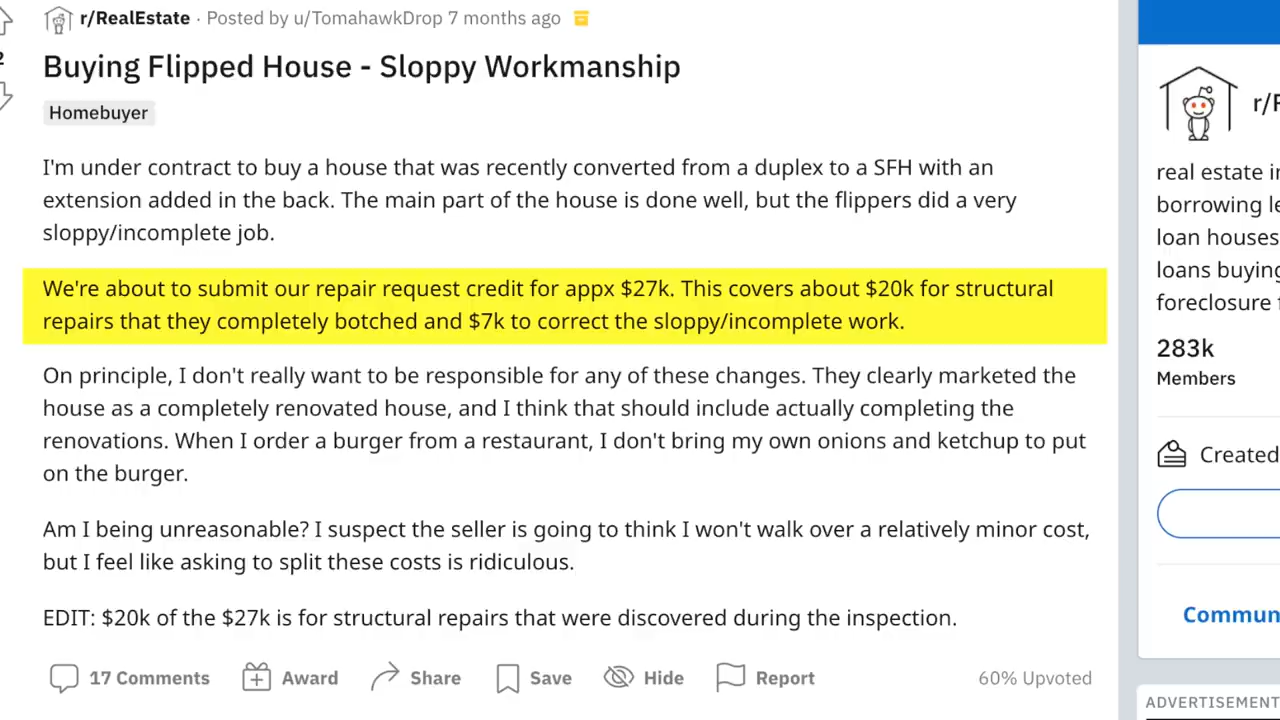 r/RealEstate · Posted by u/TomahawkDrop 7 months ago
Buying Flipped House - Sloppy Workmanship
Homebuyer
I'm under contract to buy a house that was recently converted from a duplex to a SFH with an
extension added in the back. The main part of the house is done well, but the flippers did a very
sloppy/incomplete job.
We're about to submit our repair request credit for appx $27k. This covers about $20k for structural
repairs that they completely botched and $7k to correct the sloppy/incomplete work.
On principle, I don't really want to be responsible for any of these changes. They clearly marketed the
house as a completely renovated house, and I think that should include actually completing the
renovations. When I order a burger from a restaurant, I don't bring my own onions and ketchup to put
on the burger.
Am I being unreasonable? I suspect the seller is going to think I won't walk over a relatively minor cost,
but I feel like asking to split these costs is ridiculous.
EDIT: $20k of the $27k is for structural repairs that were discovered during the inspection.
17 Comments Award Share Save Hide Report 60% Upvoted
r/
real estate
borrowing
loan houses
loans buying
foreclosure
283k
Members
Created
ADVERTISEMENT